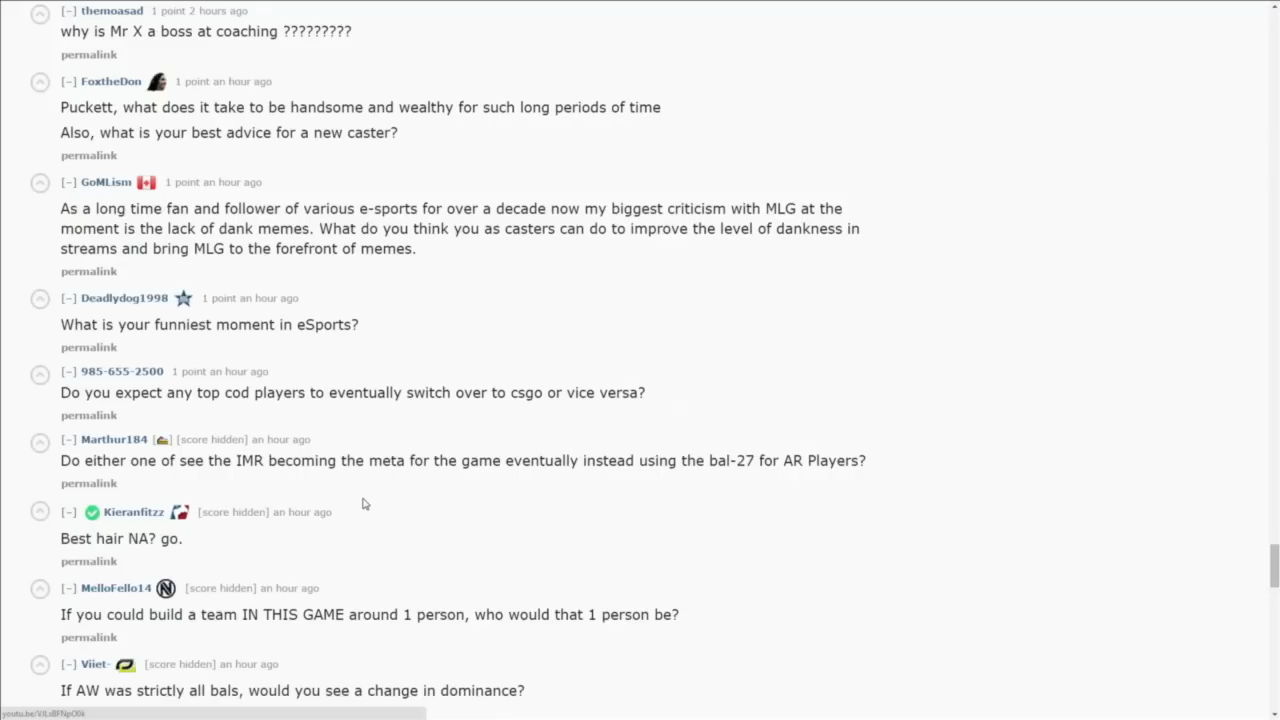 [–] themoasad 1 point 2 hours ago
why is Mr X a boss at coaching ?????????
permalink
[–] FoxtheDon 1 point an hour ago
Puckett, what does it take to be handsome and wealthy for such long periods of time
Also, what is your best advice for a new caster?
permalink
[–] GoMLism 1 point an hour ago
As a long time fan and follower of various e-sports for over a decade now my biggest criticism with MLG at the
moment is the lack of dank memes. What do you think you as casters can do to improve the level of dankness in
streams and bring MLG to the forefront of memes.
permalink
[–] Deadlydog1998 1 point an hour ago
What is your funniest moment in eSports?
permalink
[–] 985-655-2500 1 point an hour ago
Do you expect any top cod players to eventually switch over to csgo or vice versa?
permalink
[–] Marthur184 [score hidden] an hour ago
Do either one of see the IMR becoming the meta for the game eventually instead using the bal-27 for AR Players?
permalink
[–] Kieranfitzz [score hidden] an hour ago
Best hair NA? go.
permalink
[–] MelloFello14 [score hidden] an hour ago
If you could build a team IN THIS GAME around 1 person, who would that 1 person be?
permalink
[–] Viiet- [score hidden] an hour ago
If AW was strictly all bals, would you see a change in dominance?